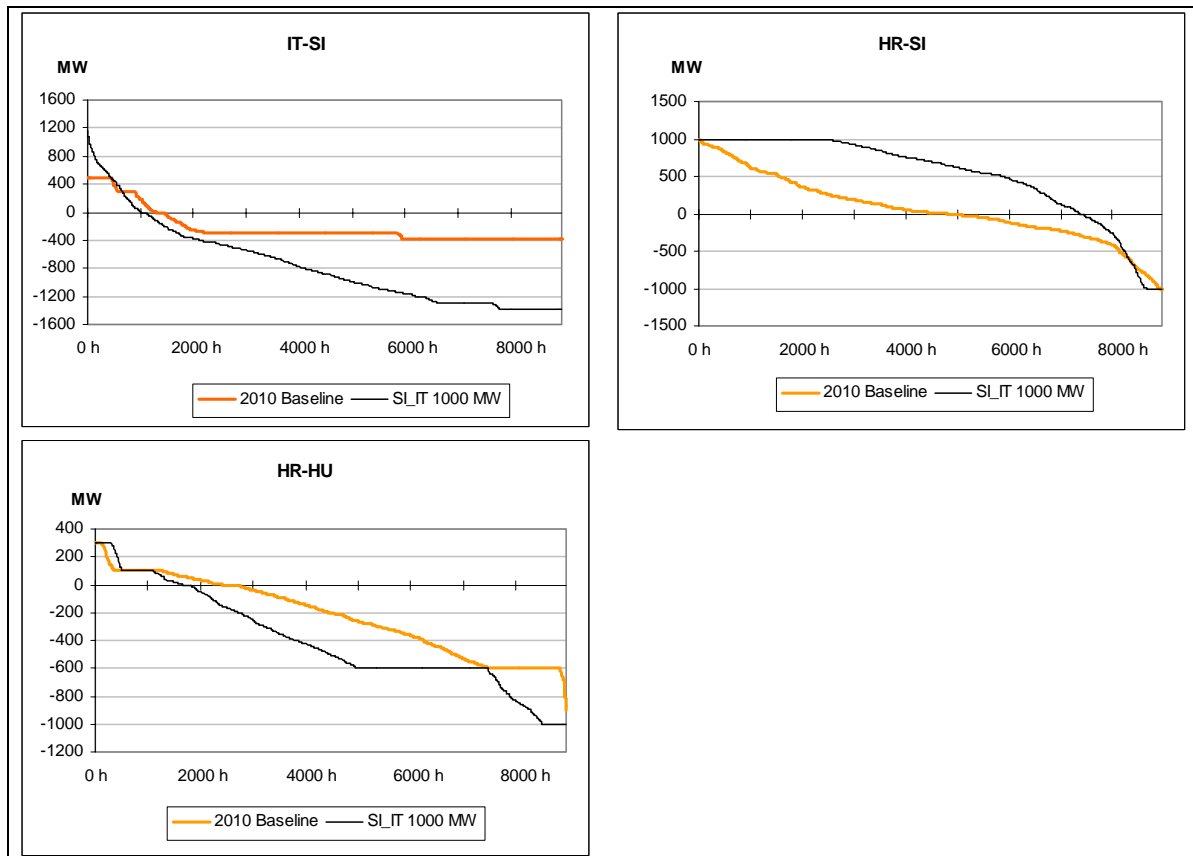 IT-SI
MW
1600
1200
800
400
0
-400
-800
-1200
-1600
0 h 2000 h 4000 h 6000 h 8000 h
2010 Baseline SI_IT 1000 MW
HR-SI
MW
1500
1000
500
0
-500
-1000
-1500
0 h 2000 h 4000 h 6000 h 8000 h
2010 Baseline SI_IT 1000 MW
HR-HU
MW
400
200
0
-200
-400
-600
-800
-1000
-1200
0 h 2000 h 4000 h 6000 h 8000 h
2010 Baseline SI_IT 1000 MW